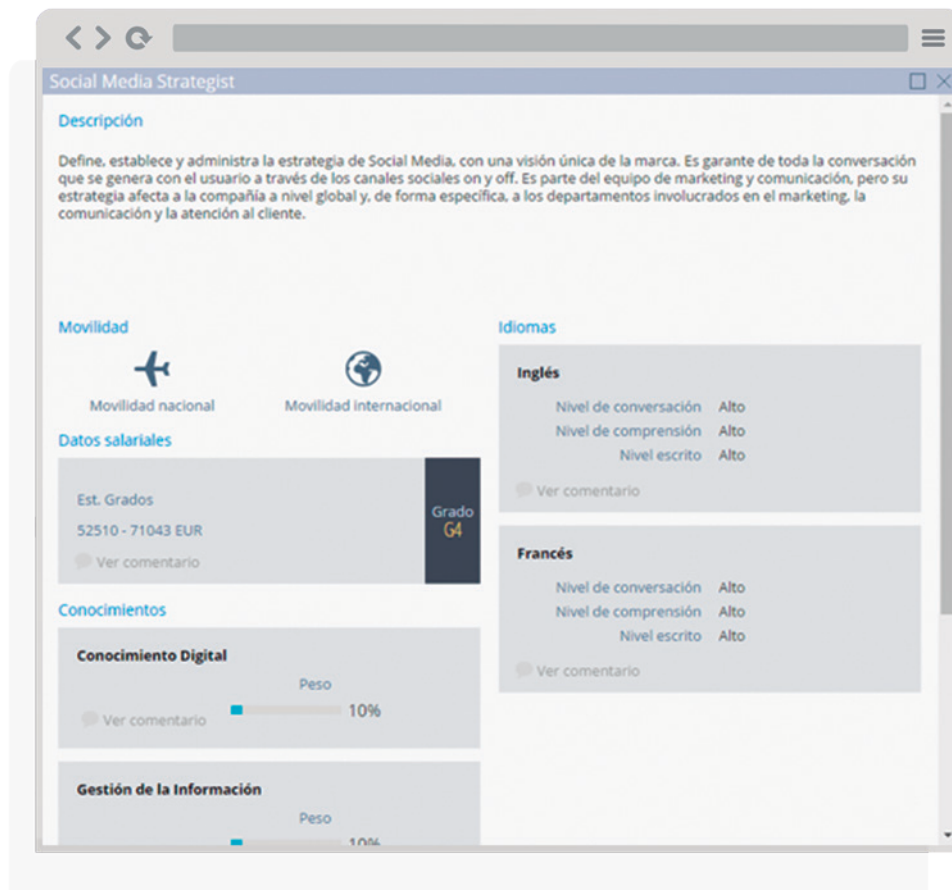 Social Media Strategist
Descripción
Define, establece y administra la estrategia de Social Media, con una visión única de la marca. Es garante de toda la conversación
que se genera con el usuario a través de los canales sociales on y off. Es parte del equipo de marketing y comunicación, pero su
estrategia afecta a la compañía a nivel global y, de forma específica, a los departamentos involucrados en el marketing, la
comunicación y la atención al cliente.
Movilidad
Movilidad nacional
Movilidad internacional
Datos salariales
Est. Grados
52510 - 71043 EUR
Ver comentario
Grado
G4
Conocimientos
Conocimiento Digital
Peso
Ver comentario
10%
Gestión de la Información
Peso
10%
Idiomas
Inglés
Nivel de conversación Alto
Nivel de comprensión Alto
Nivel escrito Alto
Ver comentario
Francés
Nivel de conversación Alto
Nivel de comprensión Alto
Nivel escrito Alto
Ver comentario